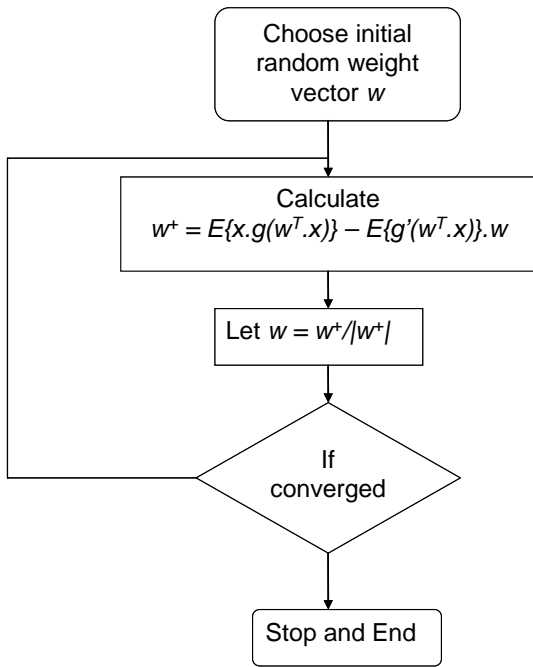 Choose initial
random weight
vector w
Calculate
w⁺ = E{x.g(wᵀ.x)} – E{g’(wᵀ.x)}.w
Let w = w⁺/|w⁺|
If
converged
Stop and End